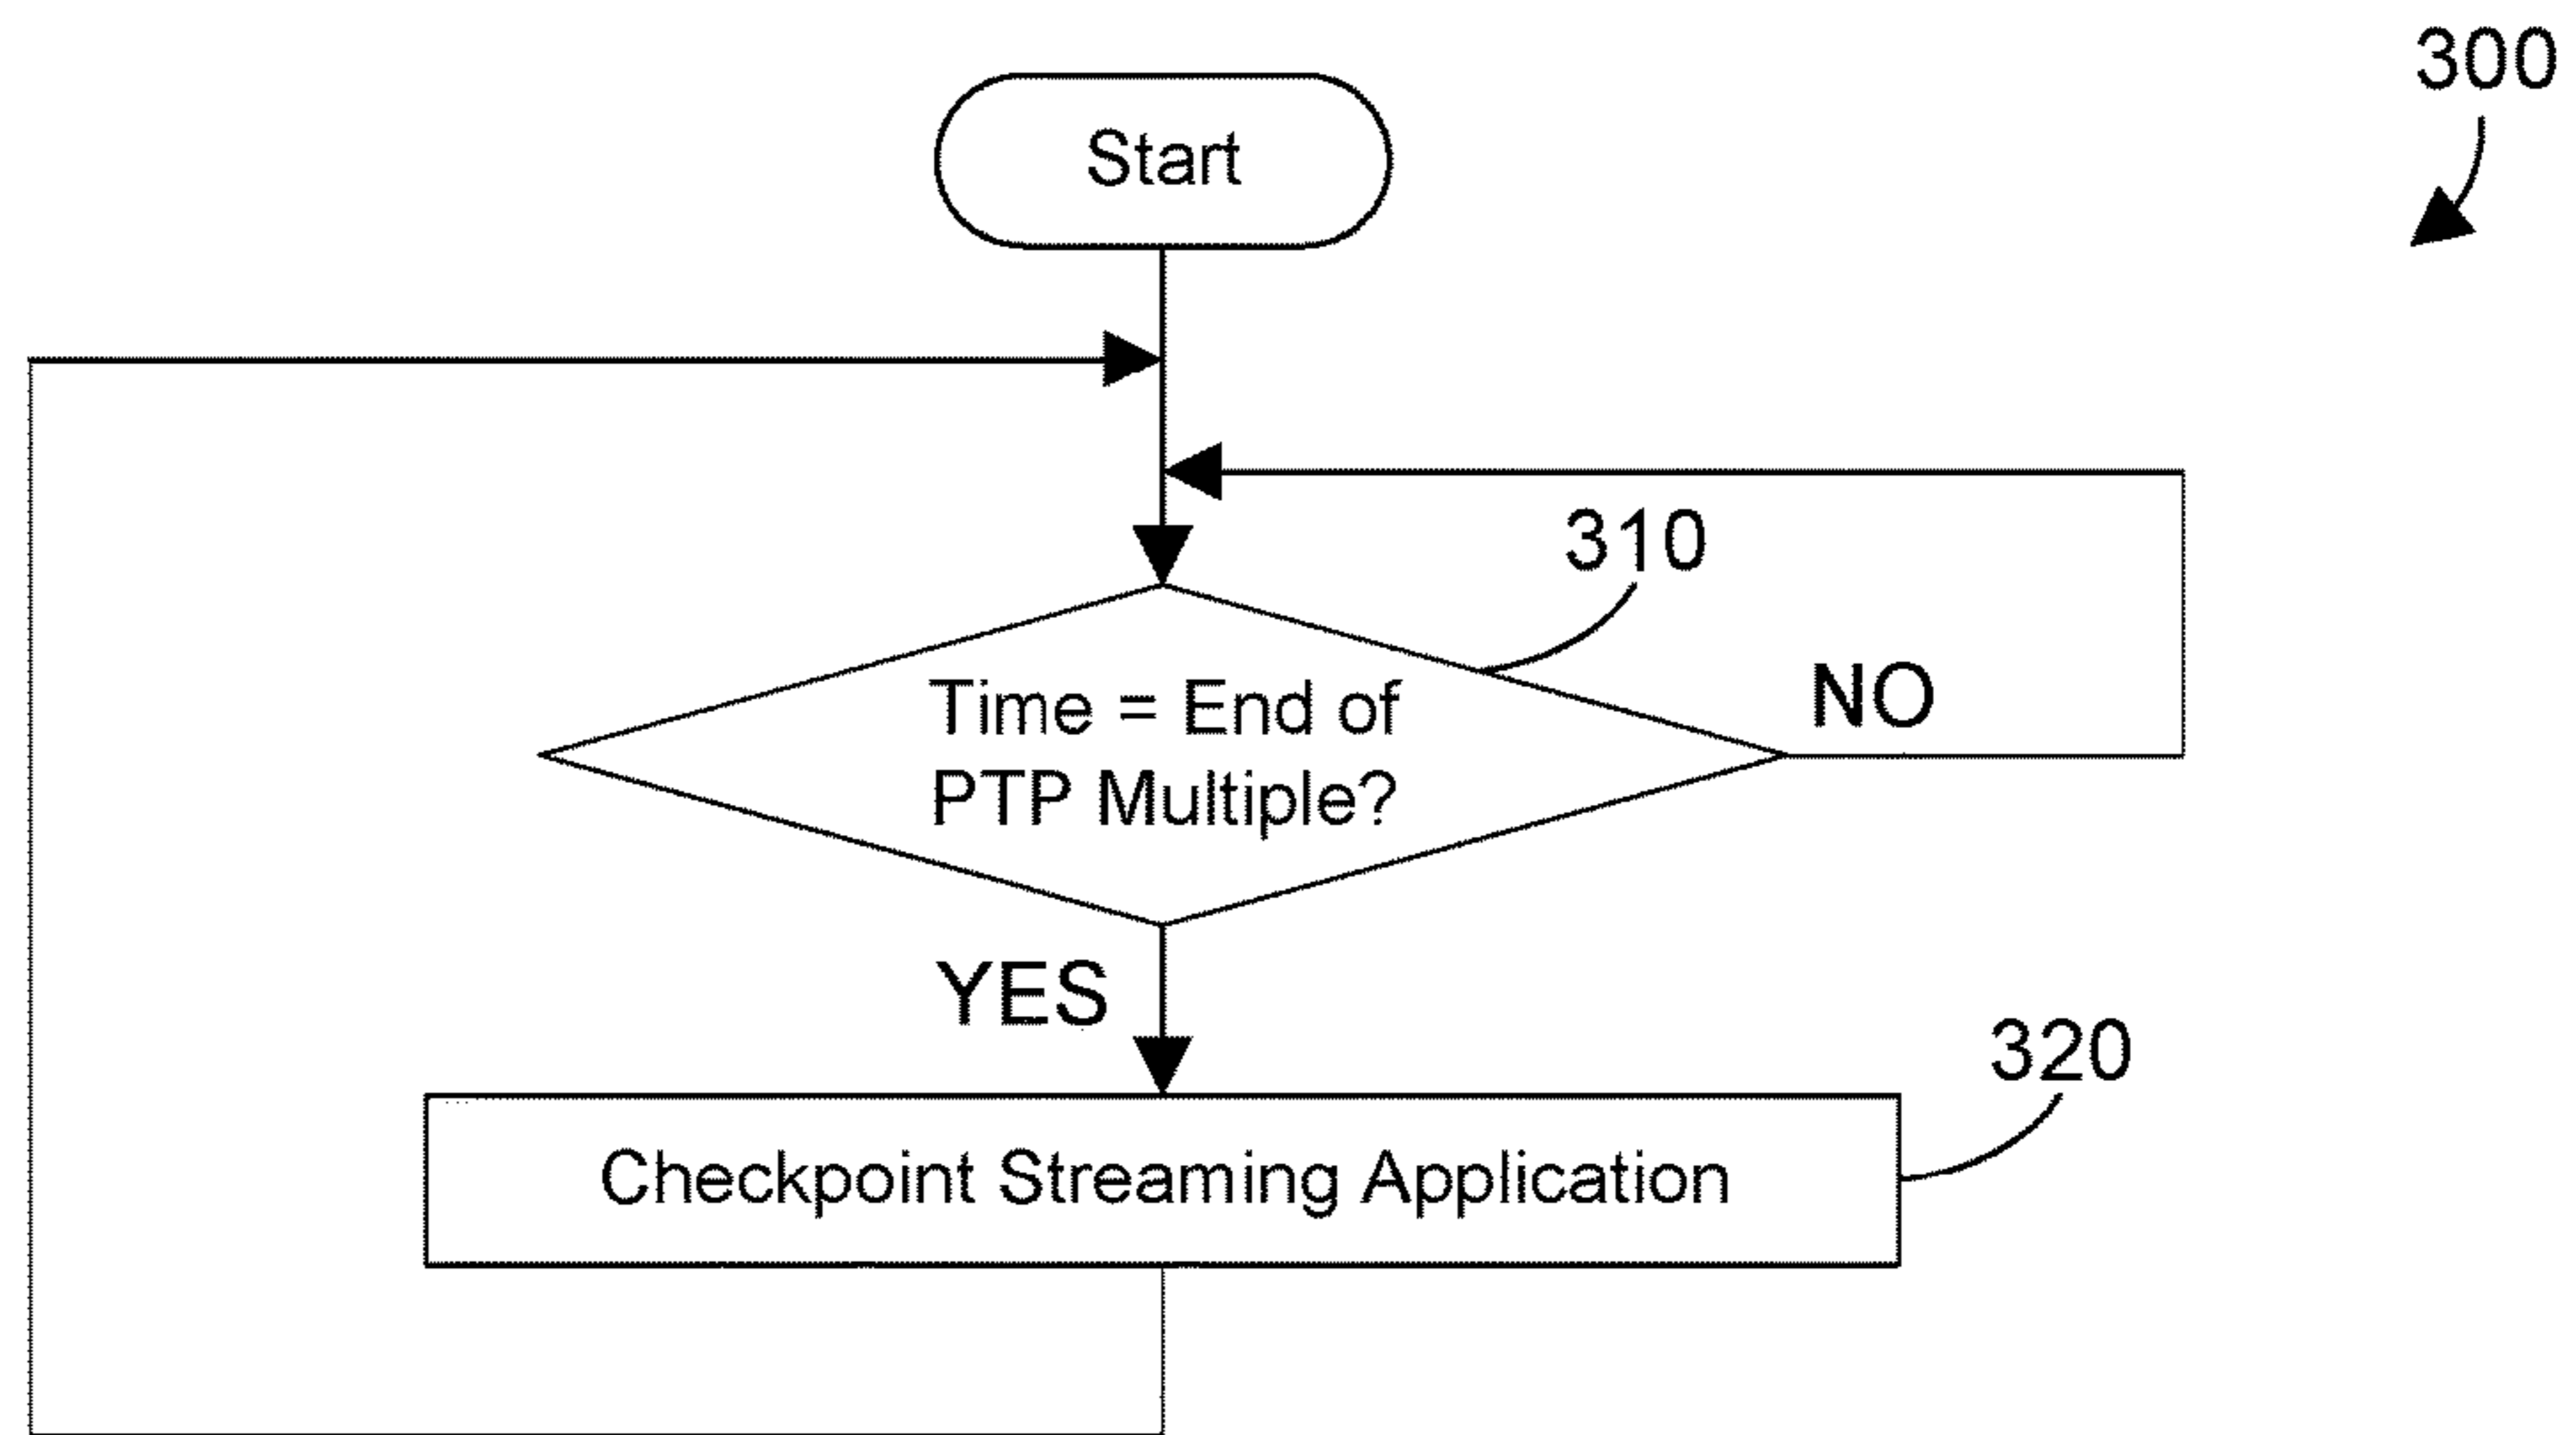 300
Start
310
Time = End of
PTP Multiple?
NO
YES
320
Checkpoint Streaming Application